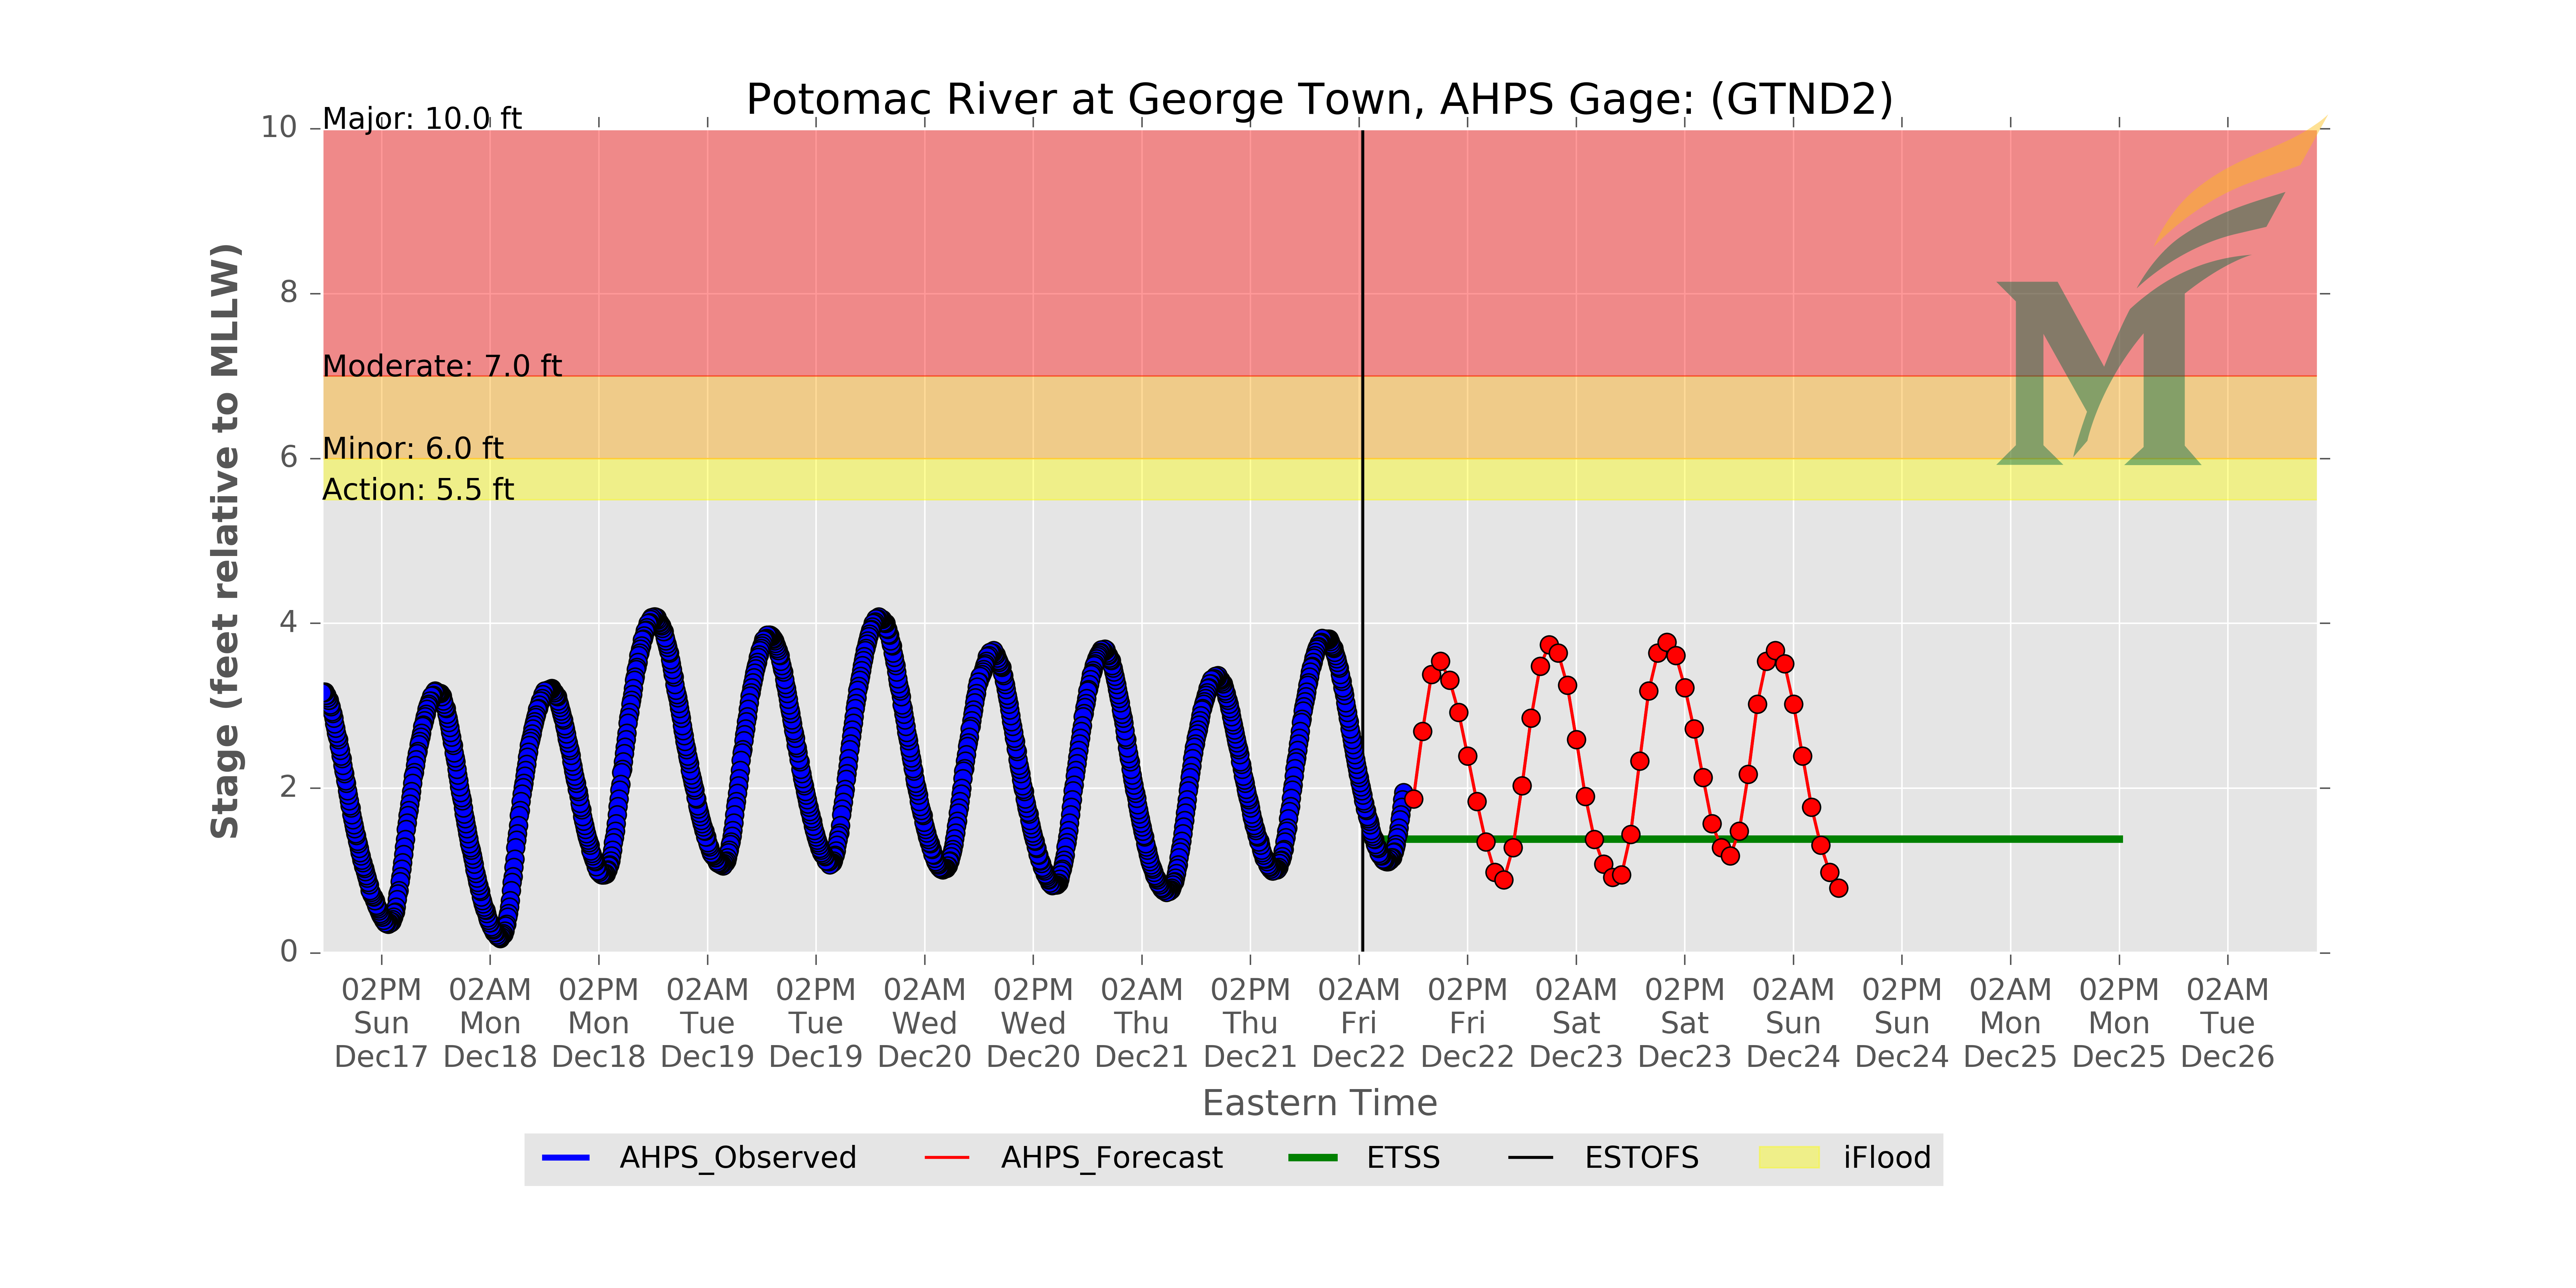 Potomac River at George Town, AHPS Gage: (GTND2)
Major: 10.0 ft
Moderate: 7.0 ft
Minor: 6.0 ft
Action: 5.5 ft
10
8
6
4
2
0
Stage (feet relative to MLLW)
02PM 02AM 02PM 02AM 02PM 02AM 02PM 02AM 02PM 02AM 02PM 02AM 02PM 02AM 02PM 02AM 02PM 02AM
Sun Mon Mon Tue Tue Wed Wed Thu Thu Fri Fri Sat Sat Sun Sun Mon Mon Tue
Dec17 Dec18 Dec18 Dec19 Dec19 Dec20 Dec20 Dec21 Dec21 Dec22 Dec22 Dec23 Dec23 Dec24 Dec24 Dec25 Dec25 Dec26
Eastern Time
AHPS_Observed AHPS_Forecast ETSS ESTOFS iFlood
M